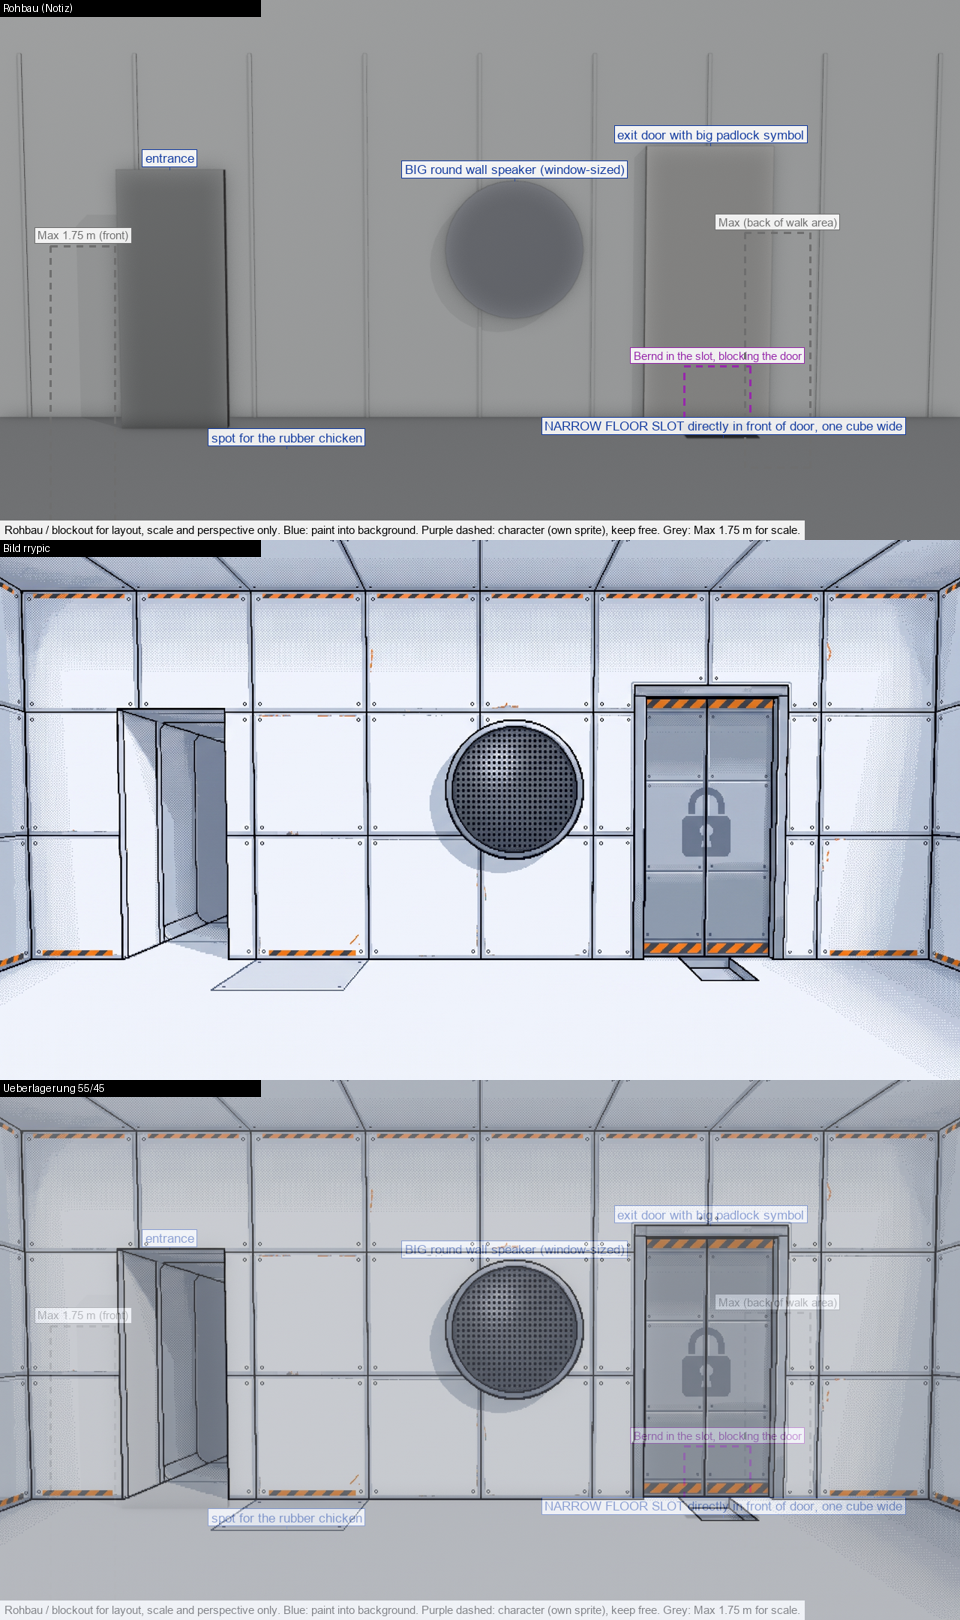 Rohbau (Notiz)
exit door with big padlock symbol
entrance
BIG round wall speaker (window-sized)
Max (back of walk area)
Max 1.75 m (front)
Bernd in the slot, blocking the door
NARROW FLOOR SLOT directly in front of door, one cube wide
spot for the rubber chicken
Rohbau / blockout for layout, scale and perspective only. Blue: paint into background. Purple dashed: character (own sprite), keep free. Grey: Max 1.75 m for scale.
Bild rrypic
Ueberlagerung 55/45
exit door with big padlock symbol
entrance
BIG round wall speaker (window-sized)
Max (back of walk area)
Max 1.75 m (front)
Bernd in the slot, blocking the door
NARROW FLOOR SLOT directly in front of door, one cube wide
spot for the rubber chicken
Rohbau / blockout for layout, scale and perspective only. Blue: paint into background. Purple dashed: character (own sprite), keep free. Grey: Max 1.75 m for scale.